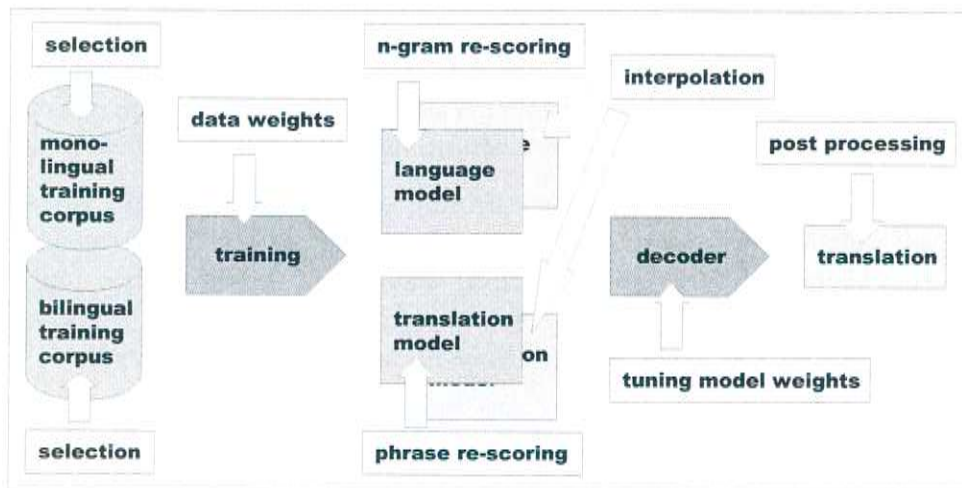 selection
n-gram re-scoring
interpolation
data weights
mono-
lingual
training
corpus
language
model
post processing
training
decoder
translation
bilingual
training
corpus
translation
model
tuning model weights
selection
phrase re-scoring